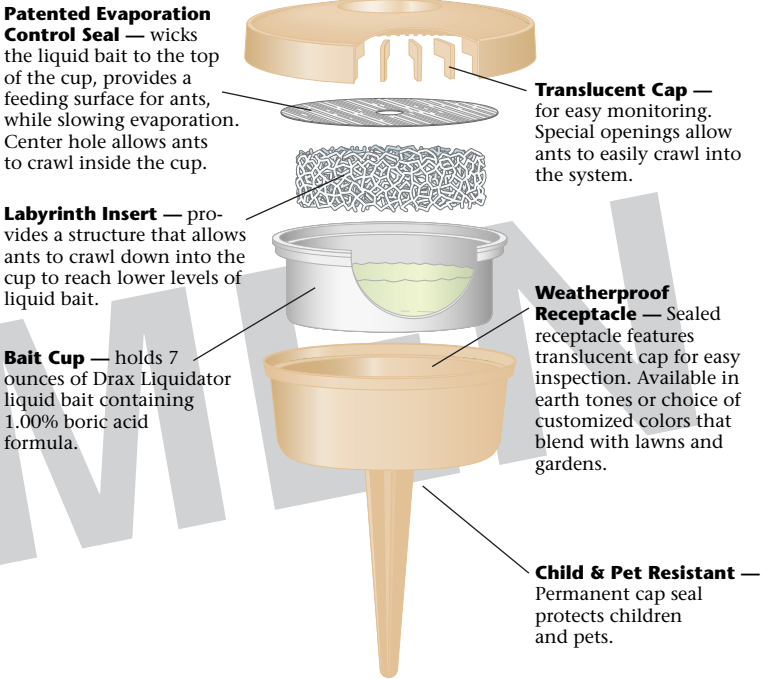 Patented Evaporation
Control Seal — wicks
the liquid bait to the top
of the cup, provides a
feeding surface for ants,
while slowing evaporation.
Center hole allows ants
to crawl inside the cup.
Labyrinth Insert — pro-
vides a structure that allows
ants to crawl down into the
cup to reach lower levels of
liquid bait.
Bait Cup — holds 7
ounces of Drax Liquidator
liquid bait containing
1.00% boric acid
formula.
Translucent Cap —
for easy monitoring.
Special openings allow
ants to easily crawl into
the system.
Weatherproof
Receptacle — Sealed
receptacle features
translucent cap for easy
inspection. Available in
earth tones or choice of
customized colors that
blend with lawns and
gardens.
Child & Pet Resistant —
Permanent cap seal
protects children
and pets.
MEN